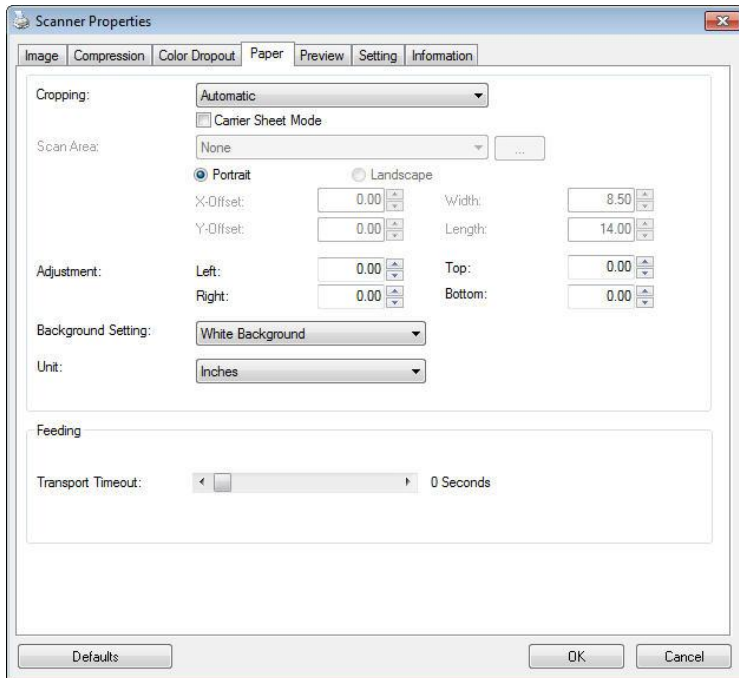 Scanner Properties
Image Compression Color Dropout Paper Preview Setting Information
Cropping: Automatic
Carrier Sheet Mode
Scan Area: None ...
Portrait Landscape
X-Offset: 0.00 Width: 8.50
Y-Offset: 0.00 Length: 14.00
Adjustment: Left: 0.00 Top: 0.00
Right: 0.00 Bottom: 0.00
Background Setting: White Background
Unit: Inches
Feeding
Transport Timeout: 0 Seconds
Defaults OK Cancel